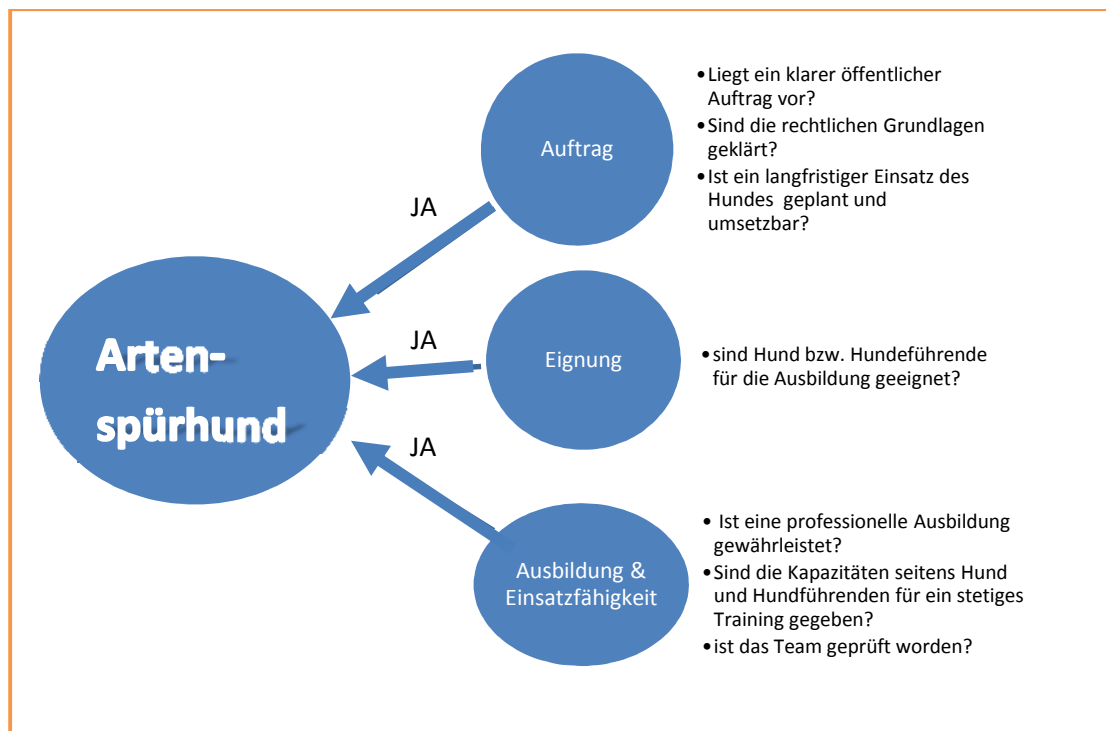 Auftrag
•Liegt ein klarer öffentlicher
Auftrag vor?
•Sind die rechtlichen Grundlagen
geklärt?
•Ist ein langfristiger Einsatz des
Hundes geplant und
umsetzbar?
JA
Arten-
spürhund
JA
Eignung
•sind Hund bzw. Hundeführende
für die Ausbildung geeignet?
JA
Ausbildung &
Einsatzfähigkeit
• Ist eine professionelle Ausbildung
gewährleistet?
•Sind die Kapazitäten seitens Hund
und Hundführenden für ein stetiges
Training gegeben?
•ist das Team geprüft worden?